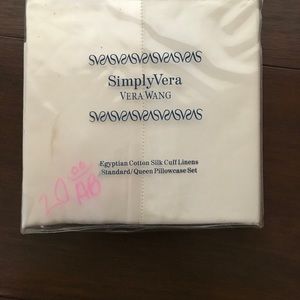 SimplyVera
VERA WANG
Egyptian Cotton Silk Cuff Linens
Standard/Queen Pillowcase Set